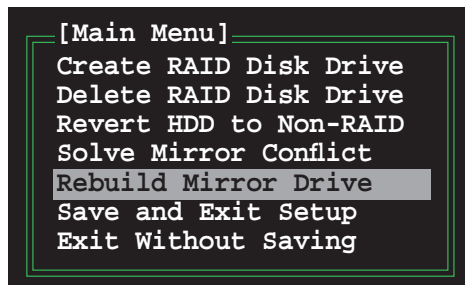 [Main Menu]
Create RAID Disk Drive
Delete RAID Disk Drive
Revert HDD to Non-RAID
Solve Mirror Conflict
Rebuild Mirror Drive
Save and Exit Setup
Exit Without Saving